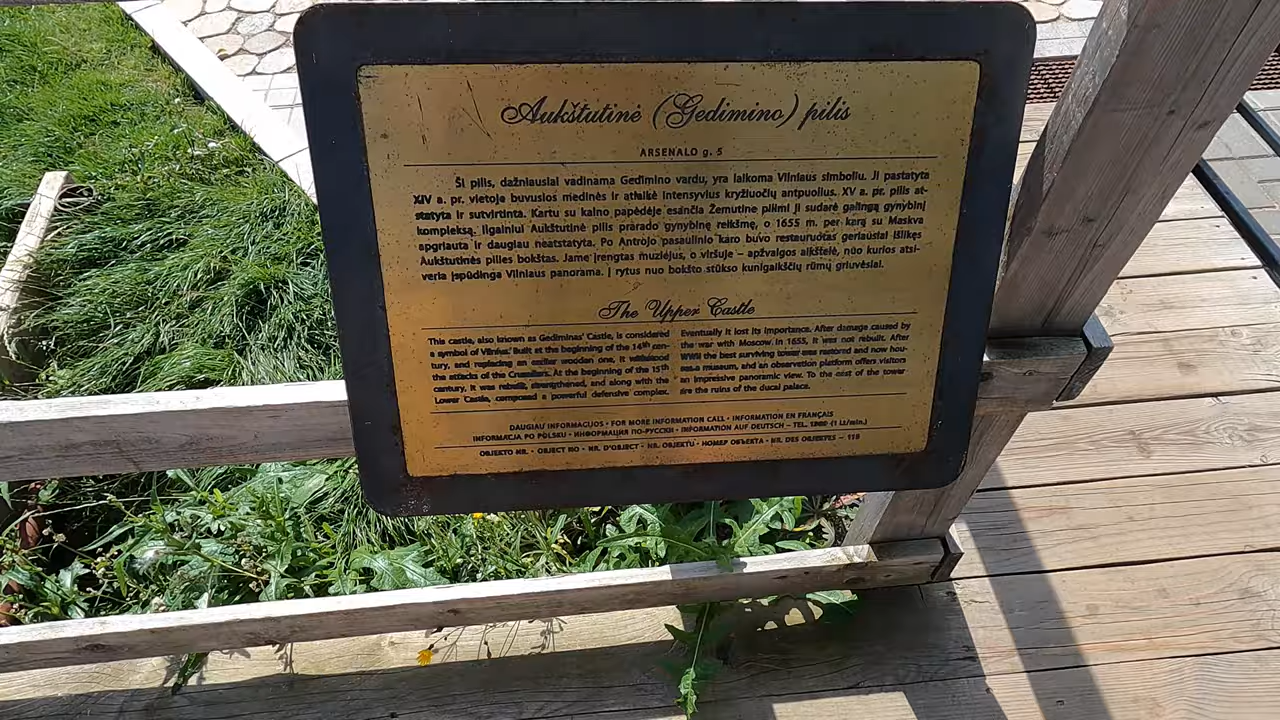 Aukštutinė (Gedimino) pilis
ARSENALO g. 5
Ši pilis, dažniausiai vadinama Gedimino vardu, yra laikoma Vilniaus simboliu. Ji pastatyta
XIV a. pr. vietoje buvusios medinės ir atlaikė intensyvius kryžiuočių antpuolius. XV a. pr. pilis at-
statyta ir sutvirtinta. Kartu su kalno papėdėje esančia Žemutine pilimi ji sudarė galingą gynybinį
kompleksą. Ilgainiui Aukštutinė pilis prarado gynybinę reikšmę, o 1655 m. per karą su Maskva
apgriauta ir daugiau neatstatyta. Po Antrojo pasaulinio karo buvo restauruotas geriausiai išlikęs
Aukštutinės pilies bokštas. Jame įrengtas muziejus, o viršuje – apžvalgos aikštelė, nuo kurios atsi-
veria įspūdinga Vilniaus panorama. Į rytus nuo bokšto stūkso kunigaikščių rūmų griuvėsiai.
The Upper Castle
This castle, also known as Gediminas' Castle, is considered
a symbol of Vilnius. Built at the beginning of the 14th cen-
tury, and replacing an earlier wooden one, it withstood
the attacks of the Crusaders. At the beginning of the 15th
century, it was rebuilt, strengthened, and along with the
Lower Castle, composed a powerful defensive complex.
Eventually it lost its importance. After damage caused by
the war with Moscow in 1655, it was not rebuilt. After
WWII the best surviving tower was restored and now hou-
ses a museum, and an observation platform offers visitors
an impressive panoramic view. To the east of the tower
are the ruins of the ducal palace.
DAUGIAU INFORMACIJOS • FOR MORE INFORMATION CALL • INFORMATION EN FRANÇAIS
INFORMACJA PO POLSKU • ИНФОРМАЦИЯ ПО-РУССКИ • INFORMATION AUF DEUTSCH – TEL. (1 Lt/min.)
OBJEKTO NR. • OBJECT NO • NR. D'OBJECT • NR. OBJEKTU • НОМЕР ОБЪЕКТА • NR. DES OBJEKTES – 119